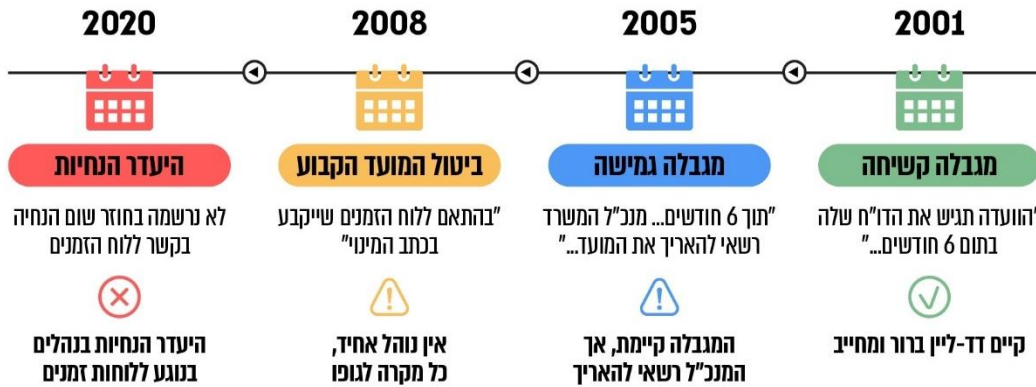 2001
מגבלה קשיחה
"הוועדה תגיש את הדו"ח שלה
בתום 6 חודשים..."
קיים דד-ליין ברור ומחייב
2005
מגבלה גמישה
"תוך 6 חודשים... מנכ"ל המשרד
רשאי להאריך את המועד..."
המגבלה קיימת, אך
המנכ"ל רשאי להאריך
2008
ביטול המועד הקבוע
"בהתאם ללוח הזמנים שייקבע
בכתב המינוי"
אין נוהל אחיד,
כל מקרה לגופו
2020
היעדר הנחיות
לא נרשמה בחוזר שום הנחיה
בקשר ללוח הזמנים
היעדר הנחיות בנהלים
בנוגע ללוחות זמנים